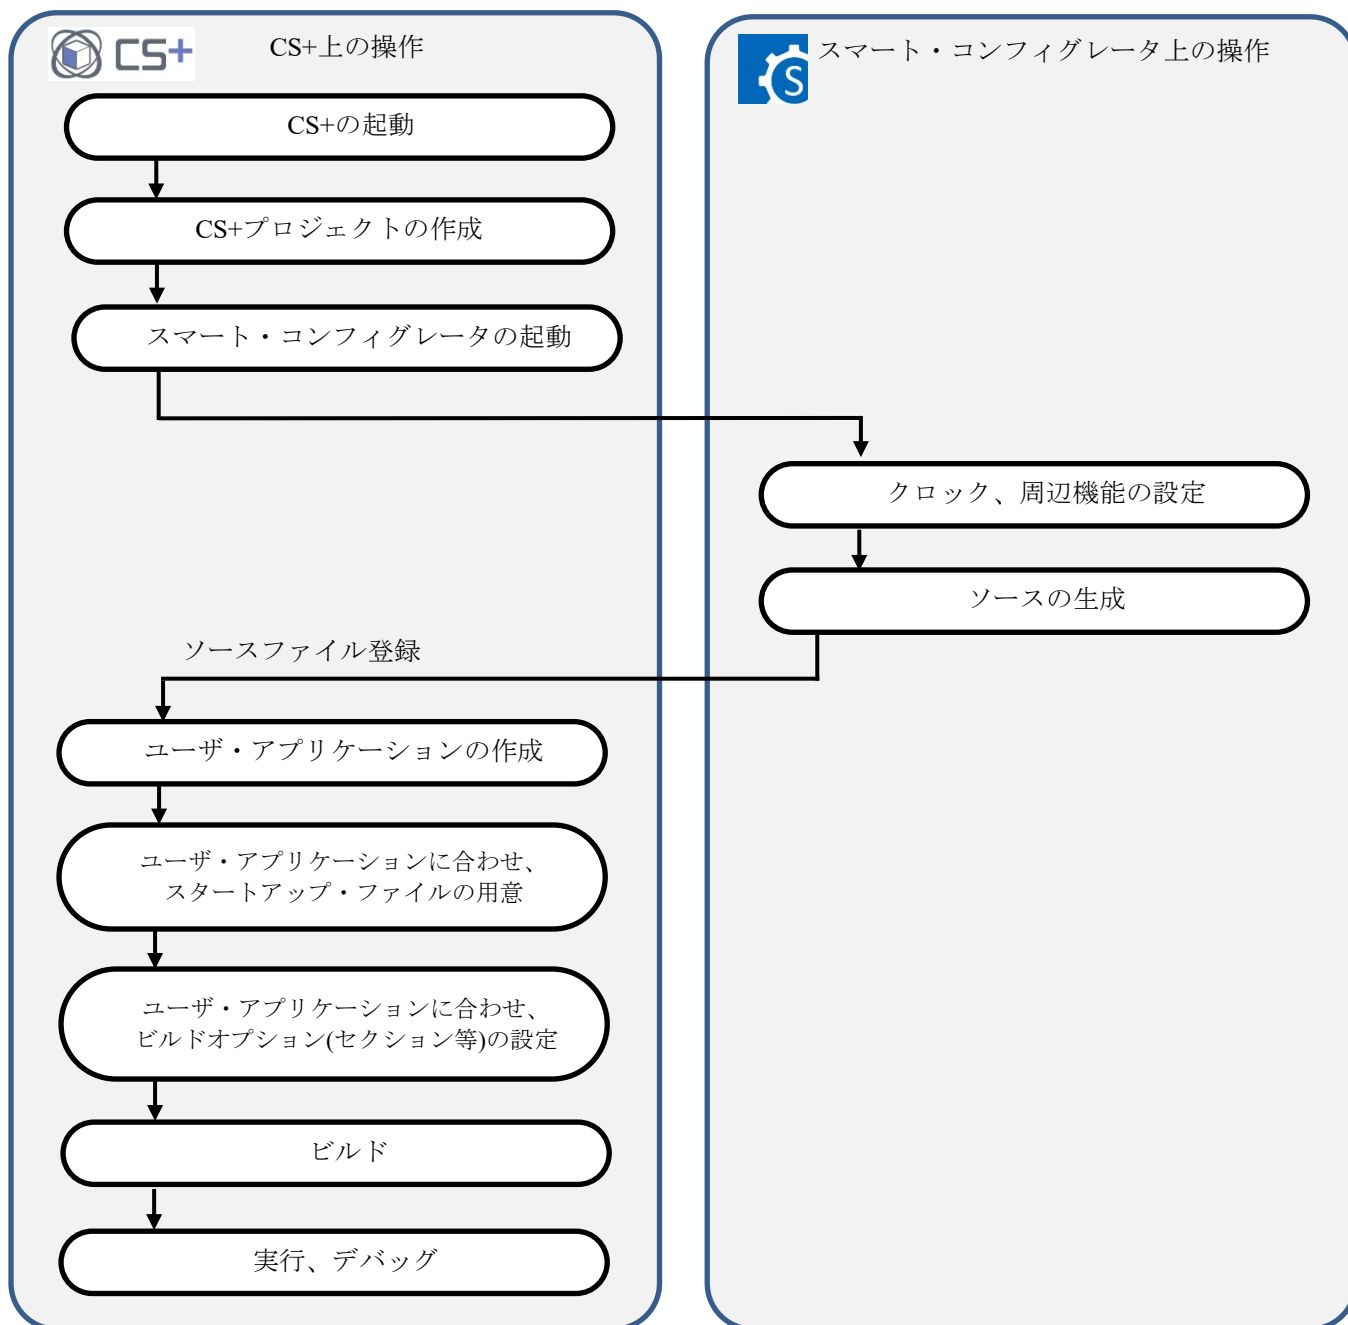 CS+
CS+上の操作
CS+の起動
CS+プロジェクトの作成
スマート・コンフィグレータの起動
S
スマート・コンフィグレータ上の操作
クロック、周辺機能の設定
ソースの生成
ソースファイル登録
ユーザ・アプリケーションの作成
ユーザ・アプリケーションに合わせ、
スタートアップ・ファイルの用意
ユーザ・アプリケーションに合わせ、
ビルドオプション(セクション等)の設定
ビルド
実行、デバッグ